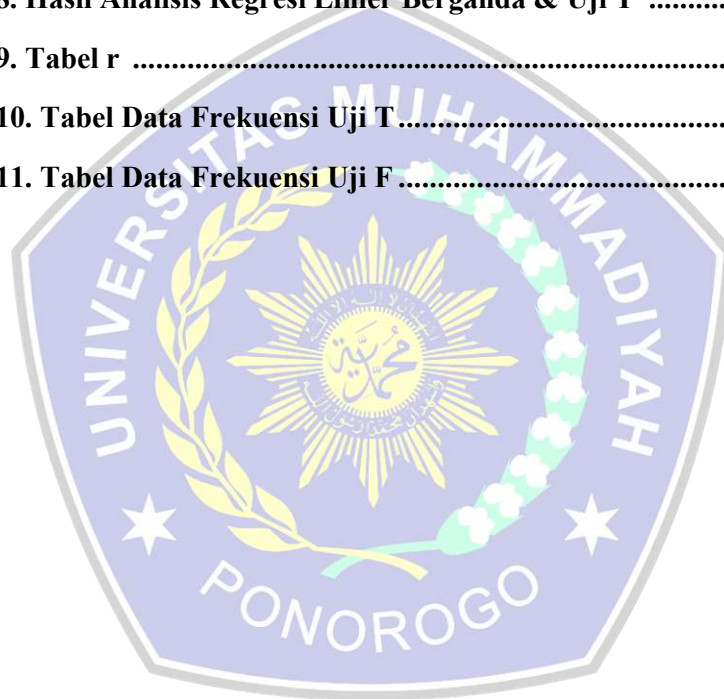 8. Hasil Analisis Regresi Linier Berganda & Uji T ..........
9. Tabel r ..........................................................................
10. Tabel Data Frekuensi Uji T..........................................
11. Tabel Data Frekuensi Uji F ..........................................
UNIVERSITAS MUHAMMADIYAH
PONOROGO